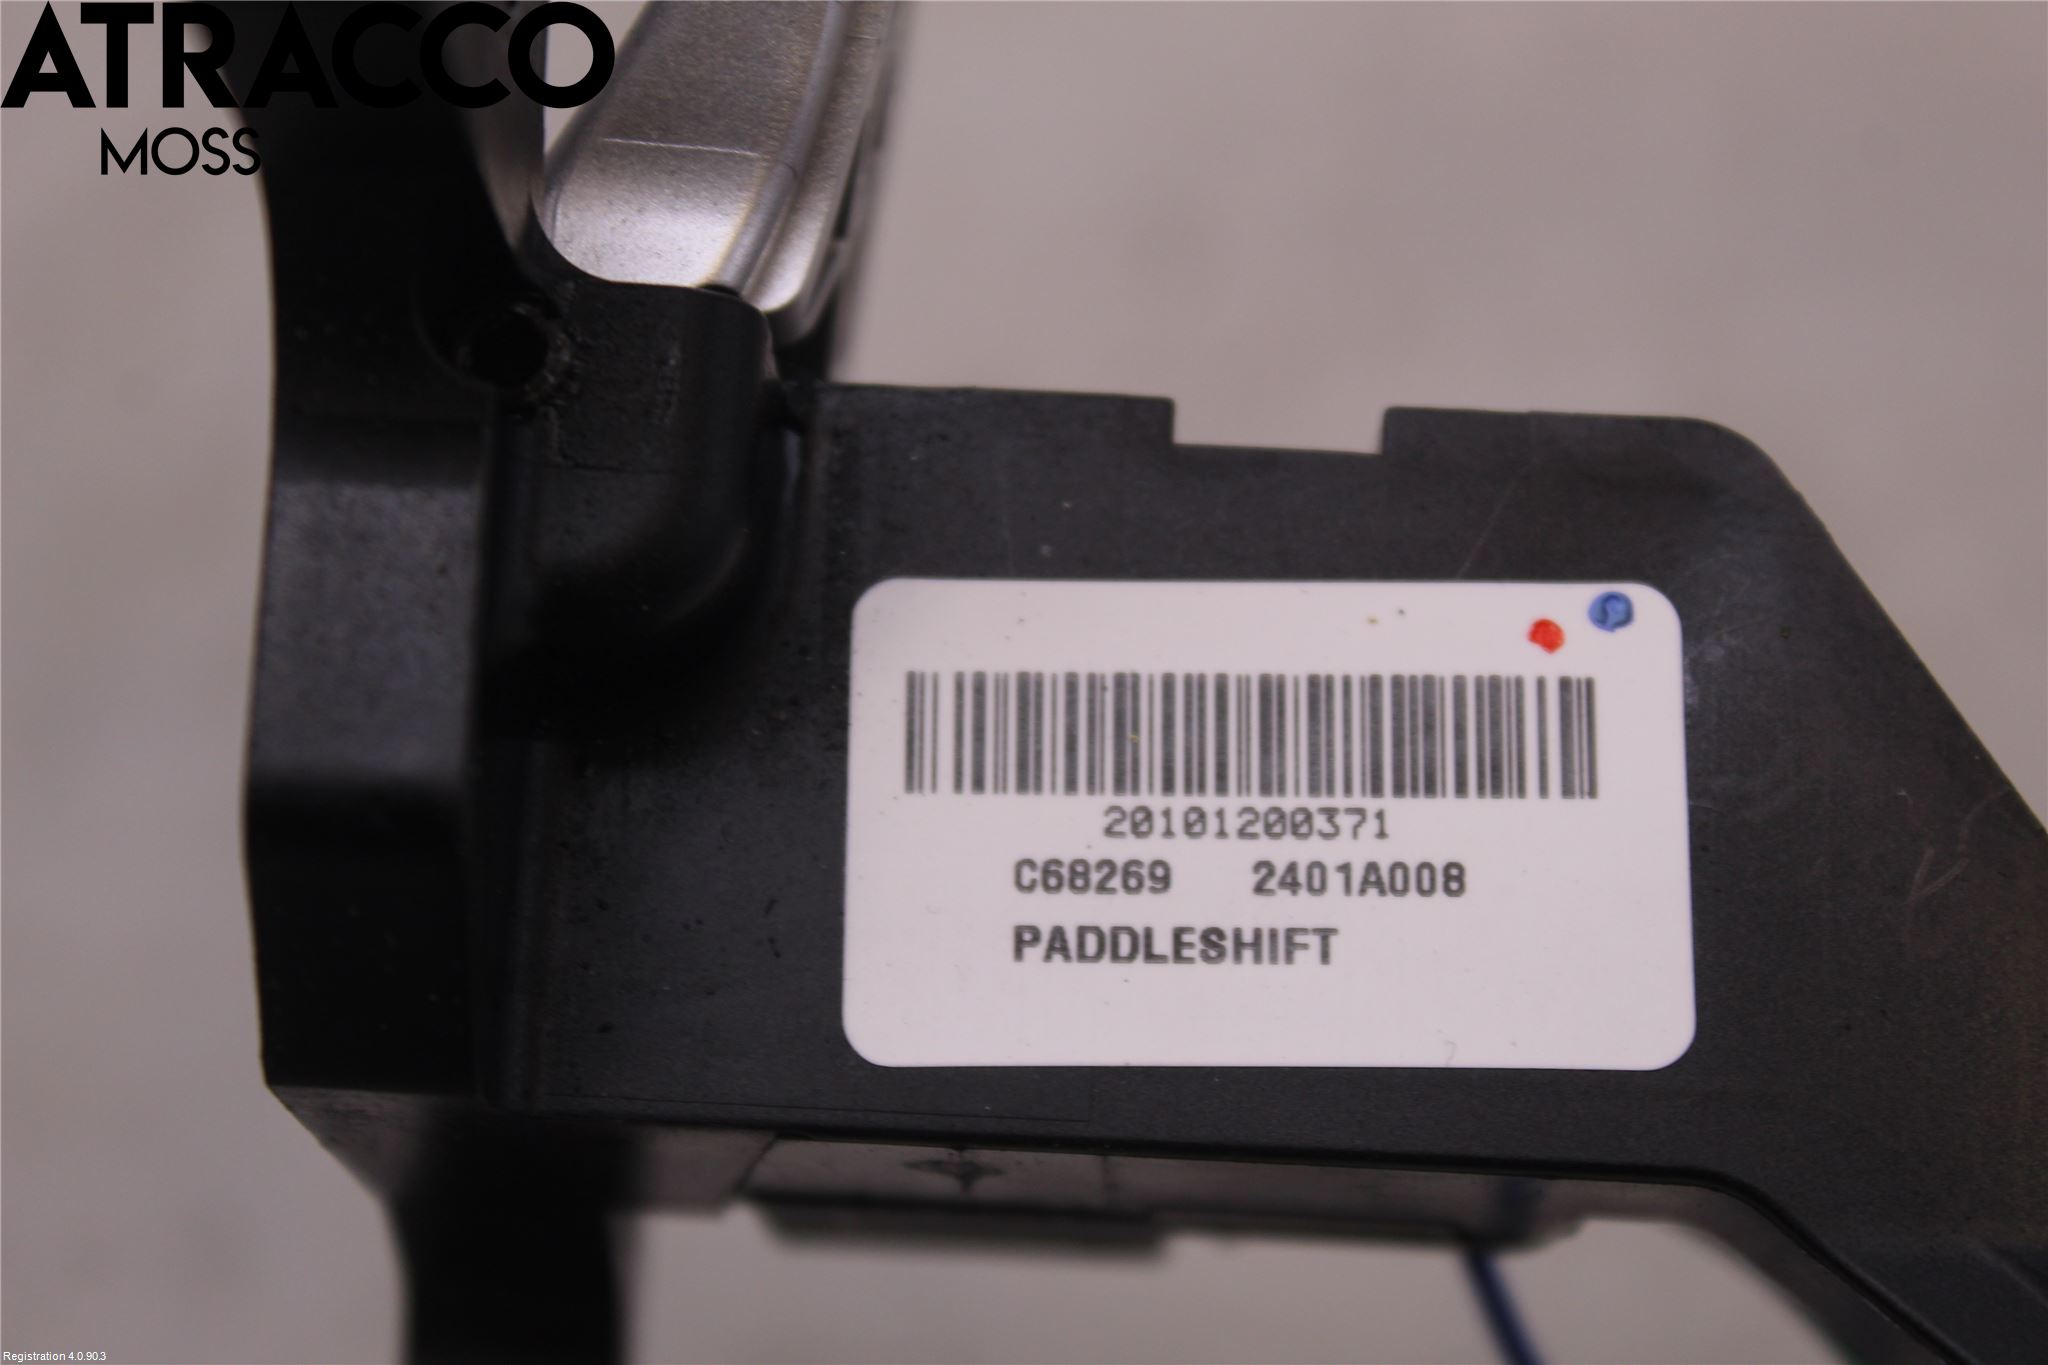 ATRACCO
MOSS
20101200371
C68269 2401A008
PADDLESHIFT
Registration 4.0.90.3